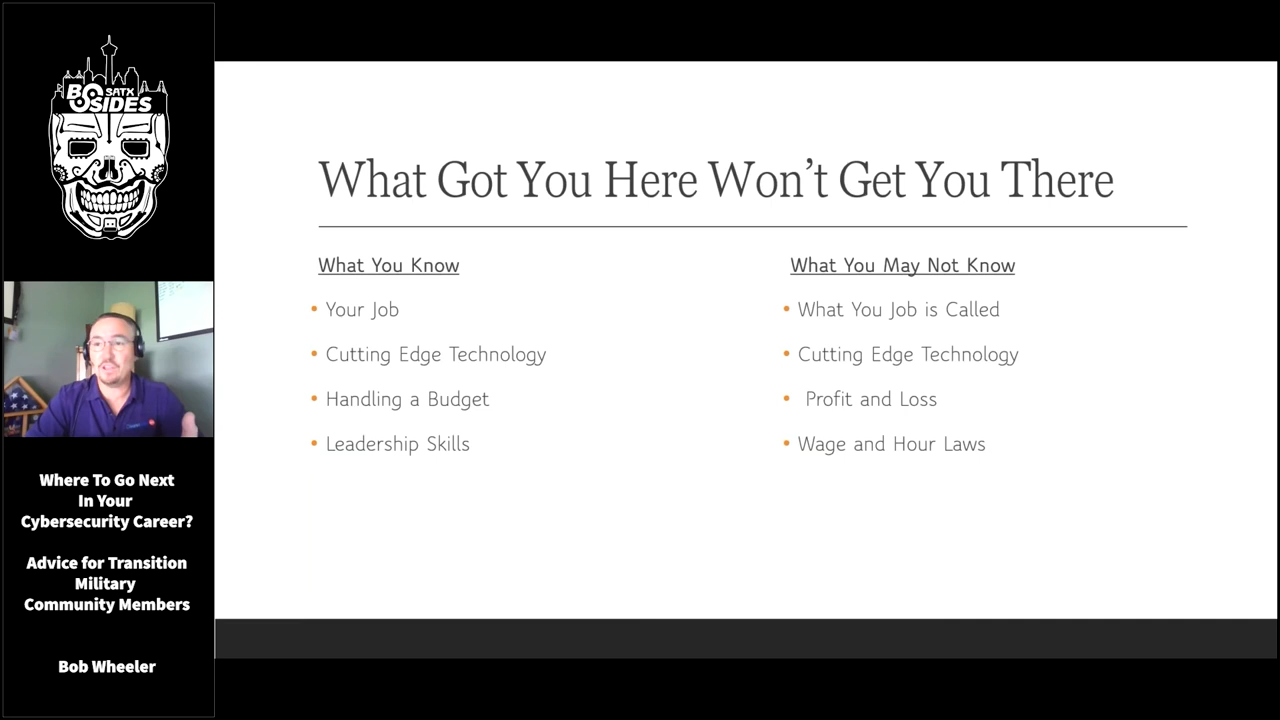 BSIDES
SATX
Where To Go Next
In Your
Cybersecurity Career?
Advice for Transition
Military
Community Members
Bob Wheeler
What Got You Here Won’t Get You There
What You Know
• Your Job
• Cutting Edge Technology
• Handling a Budget
• Leadership Skills
What You May Not Know
• What You Job is Called
• Cutting Edge Technology
• Profit and Loss
• Wage and Hour Laws